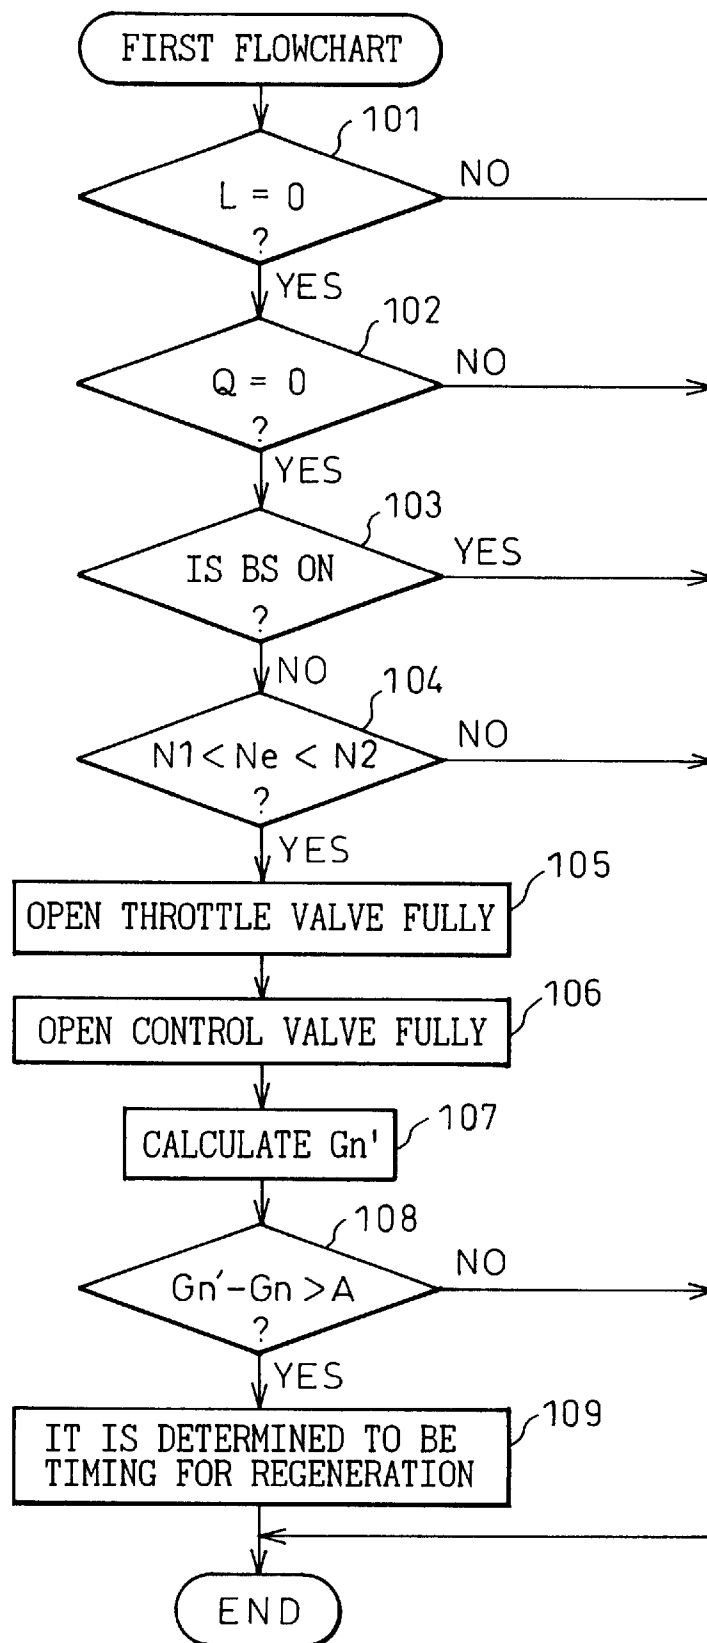 FIRST FLOWCHART
101
L = 0
?
NO
YES
102
Q = 0
?
NO
YES
103
IS BS ON
?
YES
NO
104
N1 < Ne < N2
?
NO
YES
105
OPEN THROTTLE VALVE FULLY
106
OPEN CONTROL VALVE FULLY
107
CALCULATE Gn'
108
Gn'-Gn > A
?
NO
YES
109
IT IS DETERMINED TO BE
TIMING FOR REGENERATION
END